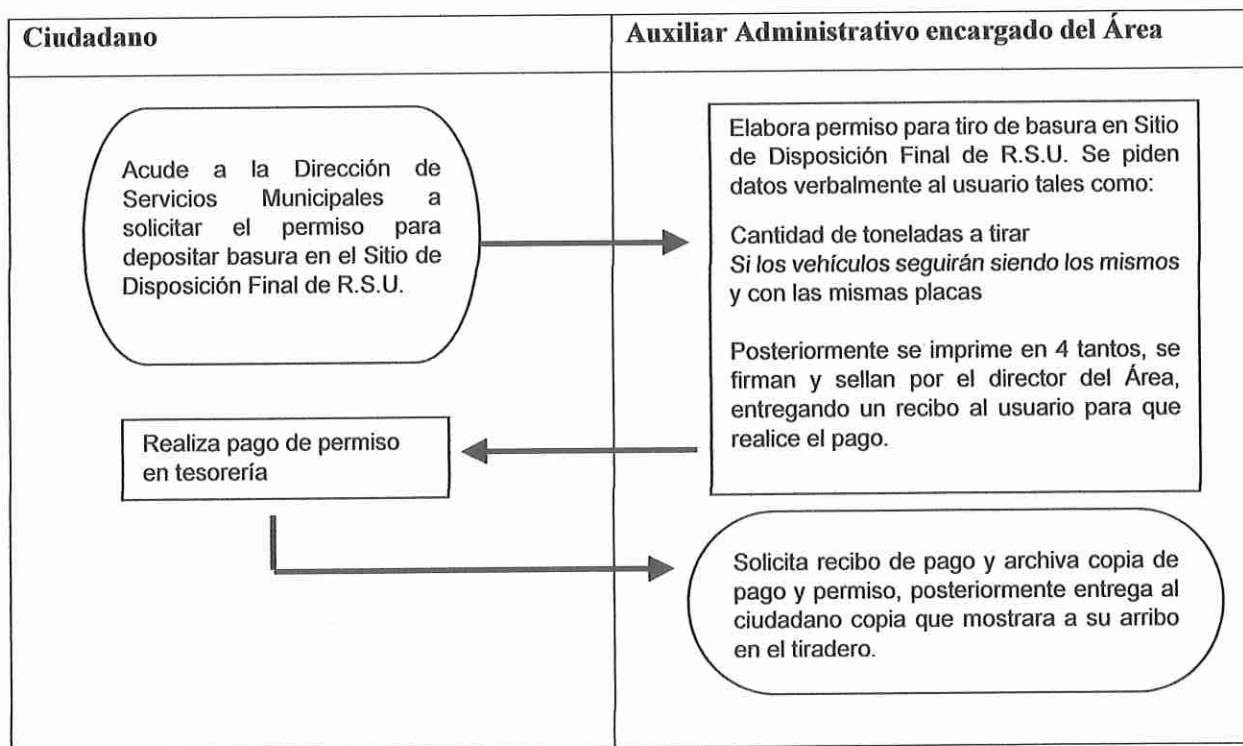 Ciudadano
Auxiliar Administrativo encargado del Área
Acude a la Dirección de
Servicios Municipales a
solicitar el permiso para
depositar basura en el Sitio de
Disposición Final de R.S.U.
Elabora permiso para tiro de basura en Sitio
de Disposición Final de R.S.U. Se piden
datos verbalmente al usuario tales como:
Cantidad de toneladas a tirar
Si los vehículos seguirán siendo los mismos
y con las mismas placas
Posteriormente se imprime en 4 tantos, se
firman y sellan por el director del Área,
entregando un recibo al usuario para que
realice el pago.
Realiza pago de permiso
en tesorería
Solicita recibo de pago y archiva copia de
pago y permiso, posteriormente entrega al
ciudadano copia que mostrara a su arribo
en el tiradero.